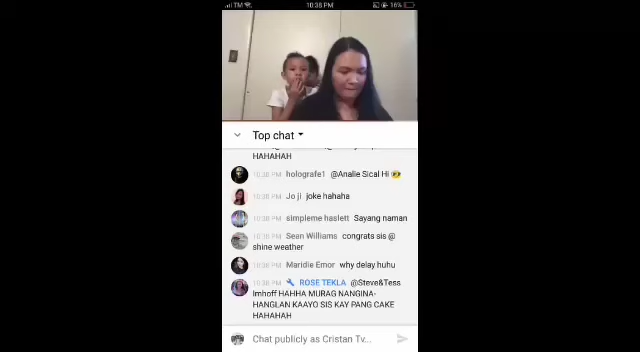 TM
10:38 PM
16%
Top chat
HAHAHAH
10:38 PM holografe1 @Analie Sical Hi
10:38 PM Jo ji joke hahaha
10:38 PM simpleme haslett Sayang naman
10:38 PM Sean Williams congrats sis @
shine weather
10:38 PM Maridie Emor why delay huhu
10:38 PM ROSE TEKLA @Steve&Tess
Imhoff HAHHA MURAG NANGINA-
HANGLAN KAAYO SIS KAY PANG CAKE
HAHAHAH
Chat publicly as Cristan Tv...